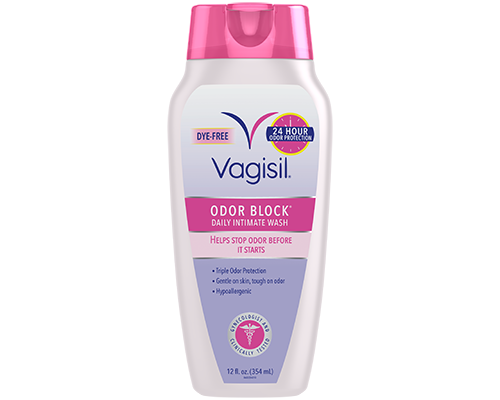 DYE-FREE
24 HOUR
ODOR PROTECTION
Vagisil®
ODOR BLOCK
DAILY INTIMATE WASH
HELPS STOP ODOR BEFORE
IT STARTS
• Triple Odor Protection
• Gentle on skin, tough on odor
• Hypoallergenic
GYNECOLOGIST AND
CLINICALLY TESTED
12 fl. oz. (354 mL)